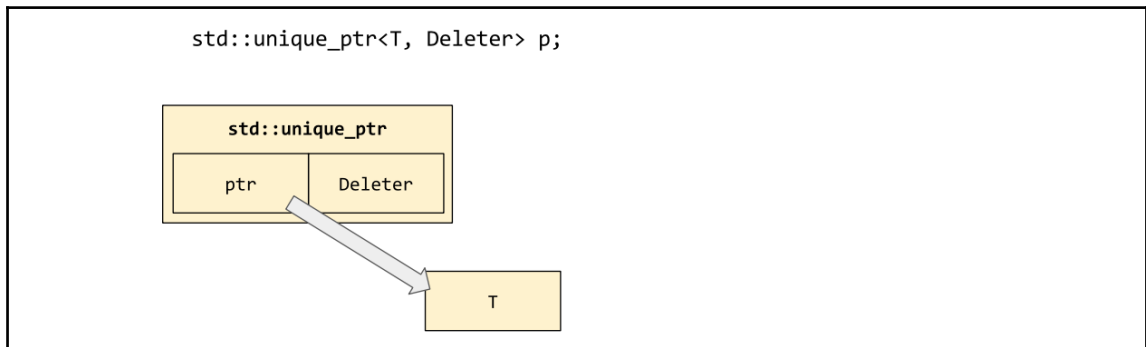 std::unique_ptr<T, Deleter> p;
std::unique_ptr
ptr Deleter
T